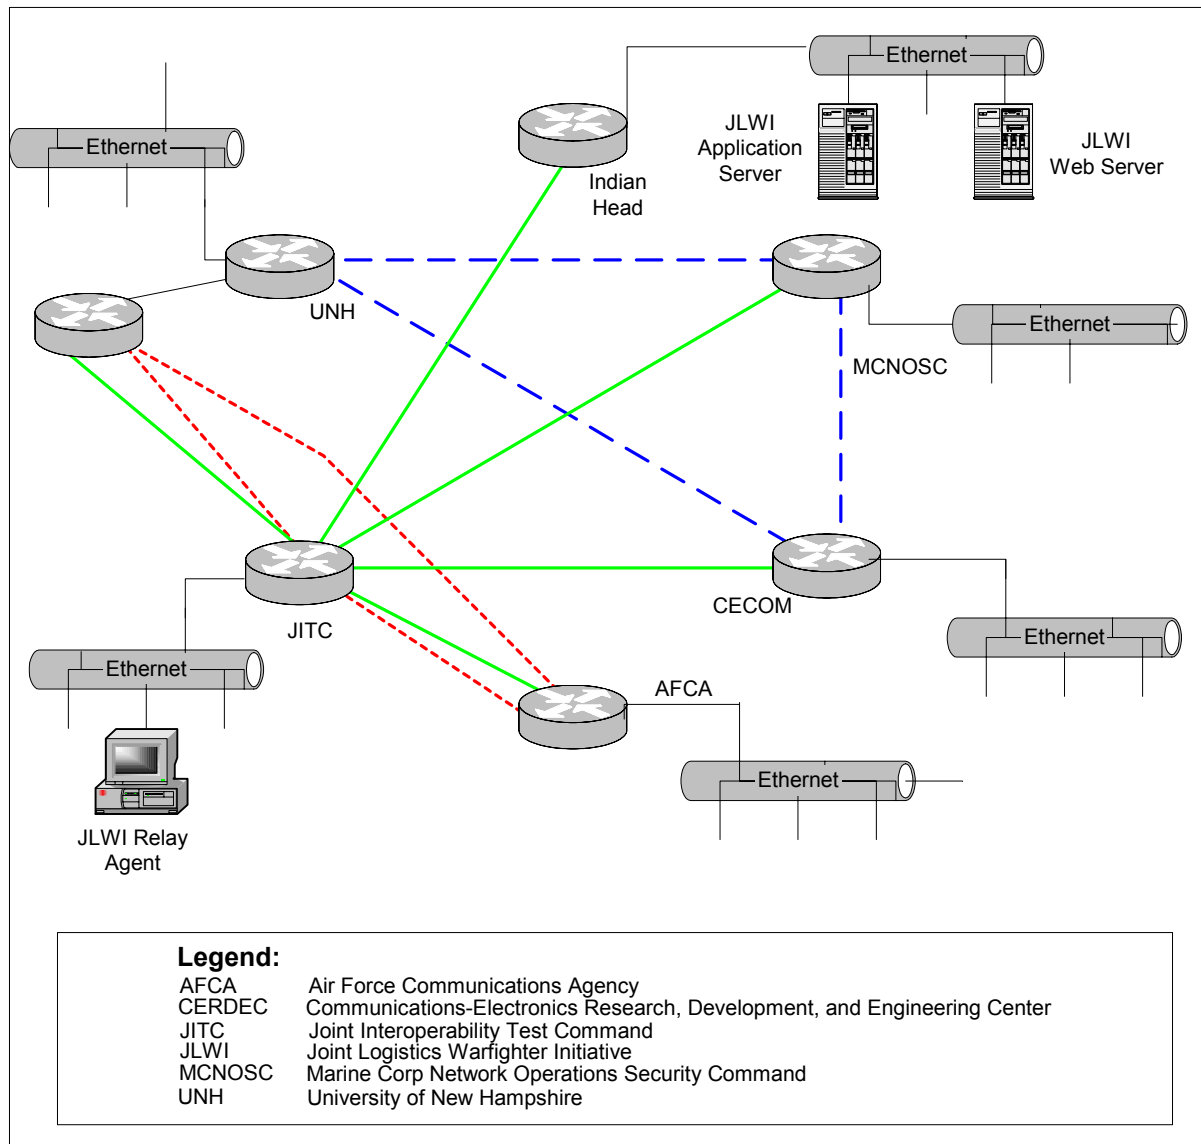 Ethernet
JLWI
Application
Server
JLWI
Web Server
Ethernet
Indian
Head
UNH
Ethernet
MCNOSC
CECOM
JITC
Ethernet
Ethernet
AFCA
Ethernet
JLWI Relay
Agent
Legend:
AFCA Air Force Communications Agency
CERDEC Communications-Electronics Research, Development, and Engineering Center
JITC Joint Interoperability Test Command
JLWI Joint Logistics Warfighter Initiative
MCNOSC Marine Corp Network Operations Security Command
UNH University of New Hampshire